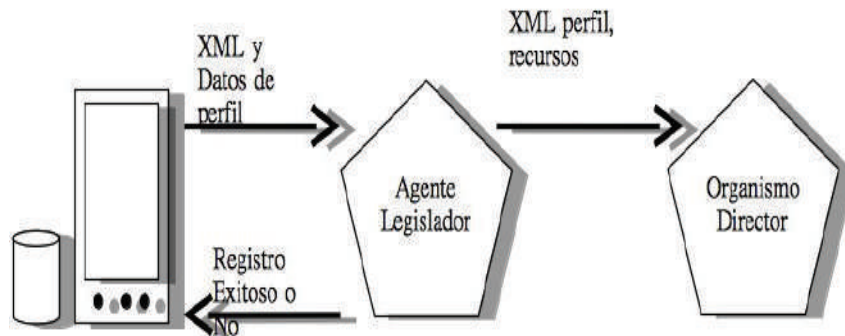 XML y
Datos de
perfil
XML perfil,
recursos
Agente
Legislador
Organismo
Director
Registro
Exitoso o
No